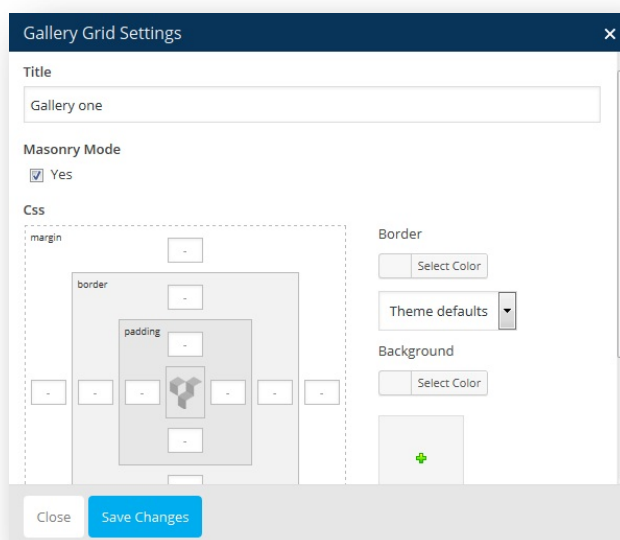 Gallery Grid Settings ×
Title
Gallery one
Masonry Mode
Yes
Css
margin
-
border
-
padding
-
- - - - - -
-
-
Border
Select Color
Theme defaults
Background
Select Color
Close
Save Changes